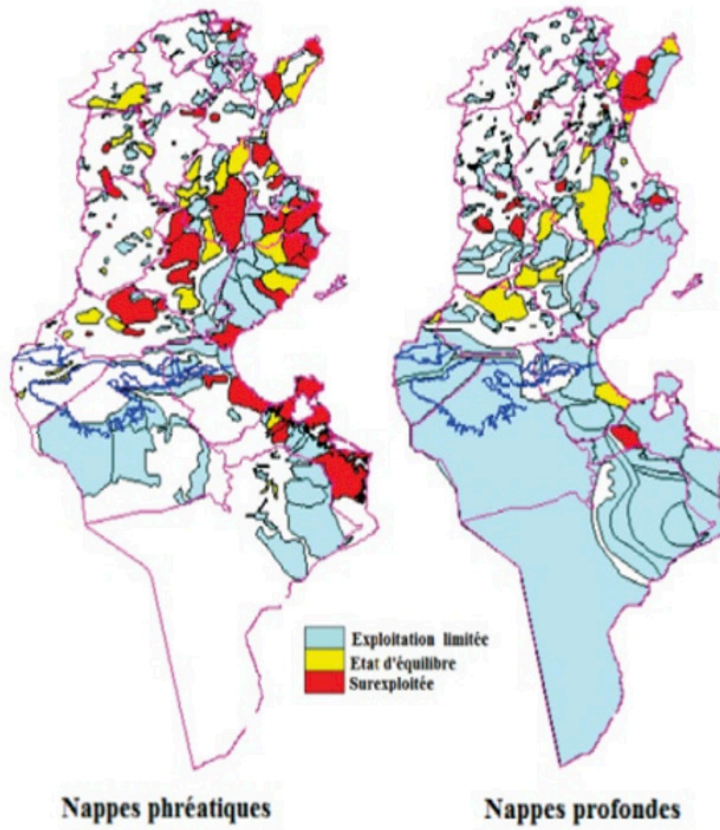 Exploitation limitée
Etat d'équilibre
Surexploitée
Nappes phréatiques
Nappes profondes